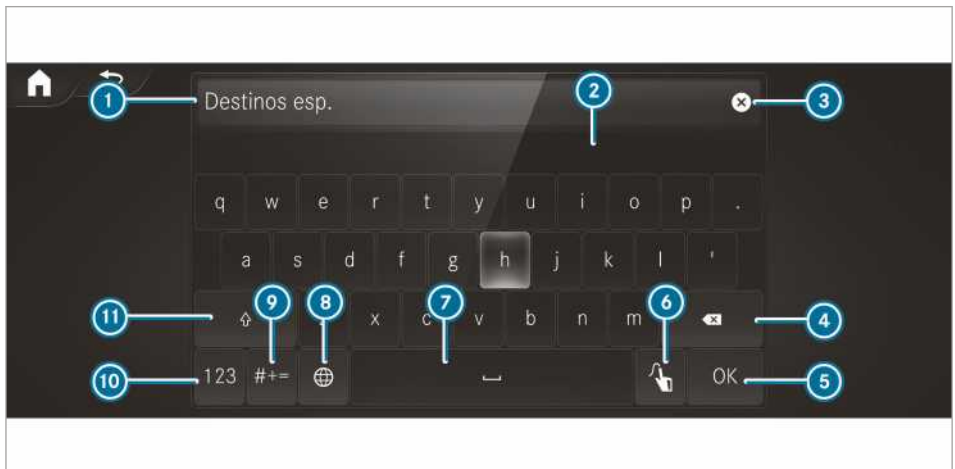 1 Destinos esp. 2 3
q w e r t y u i o p .
a s d f g h j k l '
11 9 8 x c v 7 b n m 6 4
10 123 #+= OK 5